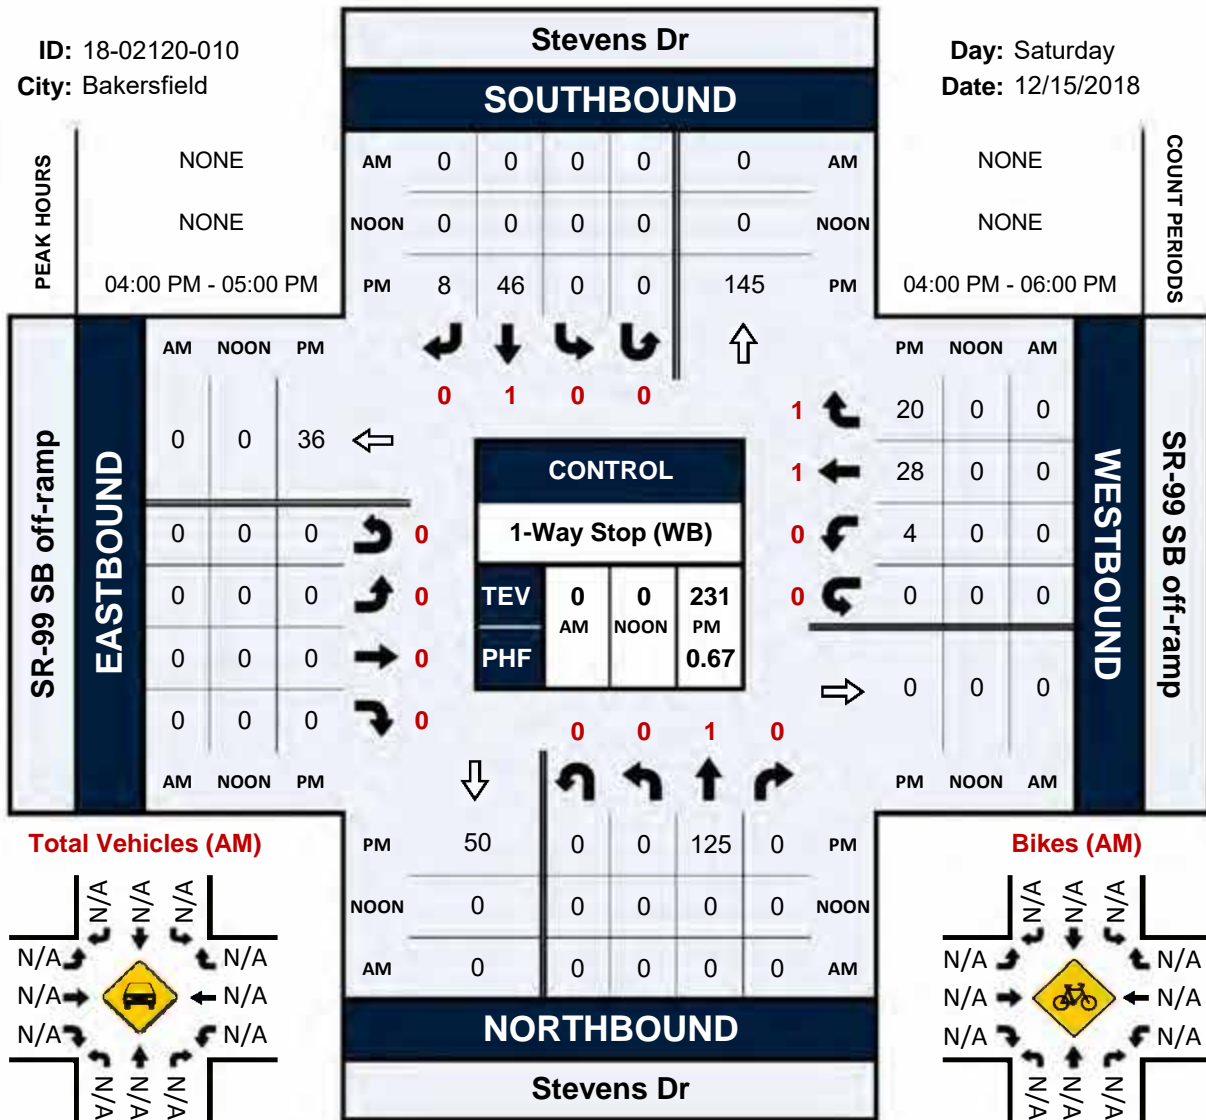 ID: 18-02120-010
City: Bakersfield
Stevens Dr
Day: Saturday
Date: 12/15/2018
SOUTHBOUND
PEAK HOURS
NONE
NONE
04:00 PM - 05:00 PM
AM 0 0 0 0 0 AM
NOON 0 0 0 0 0 NOON
PM 8 46 0 0 145 PM
NONE
NONE
04:00 PM - 06:00 PM
COUNT PERIODS
0 1 0 0
SR-99 SB off-ramp
EASTBOUND
AM NOON PM
0 0 36
0 0 0 0
0 0 0 0
0 0 0 0
0 0 0 0
AM NOON PM
CONTROL
1-Way Stop (WB)
TEV 0 0 231
AM NOON PM
PHF 0.67
PM NOON AM
1 20 0 0
1 28 0 0
0 4 0 0
0 0 0 0
0 0 0
PM NOON AM
WESTBOUND
SR-99 SB off-ramp
0 0 1 0
PM 50 0 0 125 0 PM
NOON 0 0 0 0 0 NOON
AM 0 0 0 0 0 AM
NORTHBOUND
Stevens Dr
Total Vehicles (AM)
N/A N/A N/A
N/A N/A
N/A N/A
N/A N/A
N/A N/A N/A
Bikes (AM)
N/A N/A N/A
N/A N/A
N/A N/A
N/A N/A
N/A N/A N/A